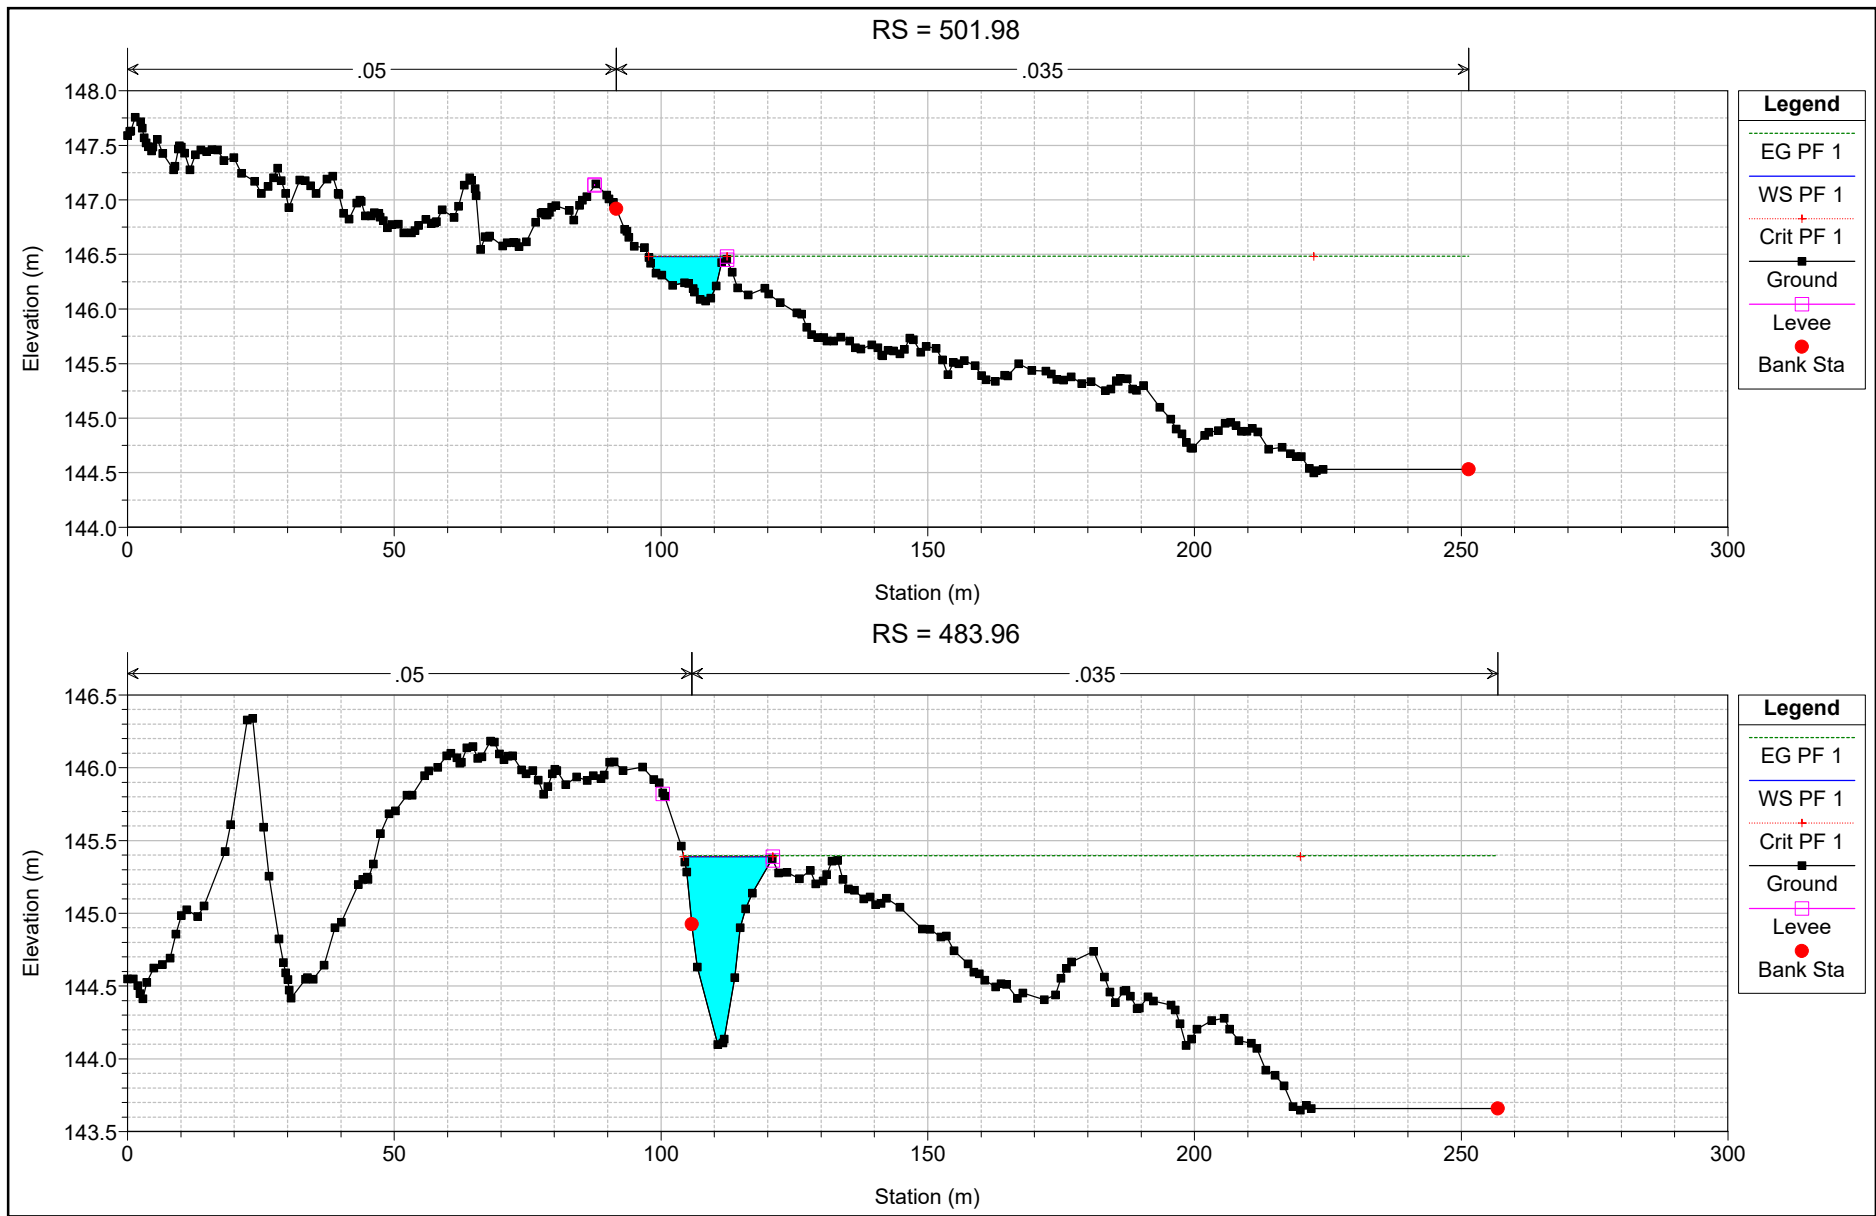 RS = 501.98
.05
.035
148.0
147.5
147.0
146.5
146.0
145.5
145.0
144.5
144.0
Elevation (m)
0
50
100
150
200
250
300
Station (m)
Legend
EG PF 1
WS PF 1
Crit PF 1
Ground
Levee
Bank Sta
RS = 483.96
.05
.035
146.5
146.0
145.5
145.0
144.5
144.0
143.5
Elevation (m)
0
50
100
150
200
250
300
Station (m)
Legend
EG PF 1
WS PF 1
Crit PF 1
Ground
Levee
Bank Sta